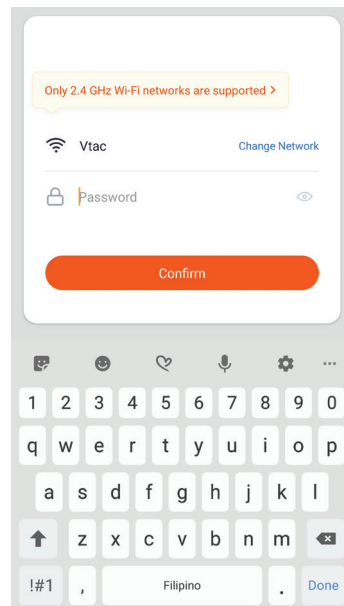 Only 2.4 GHz Wi-Fi networks are supported >
Vtac Change Network
Password
Confirm
1 2 3 4 5 6 7 8 9 0
q w e r t y u i o p
a s d f g h j k l
z x c v b n m
!#1 , Filipino . Done